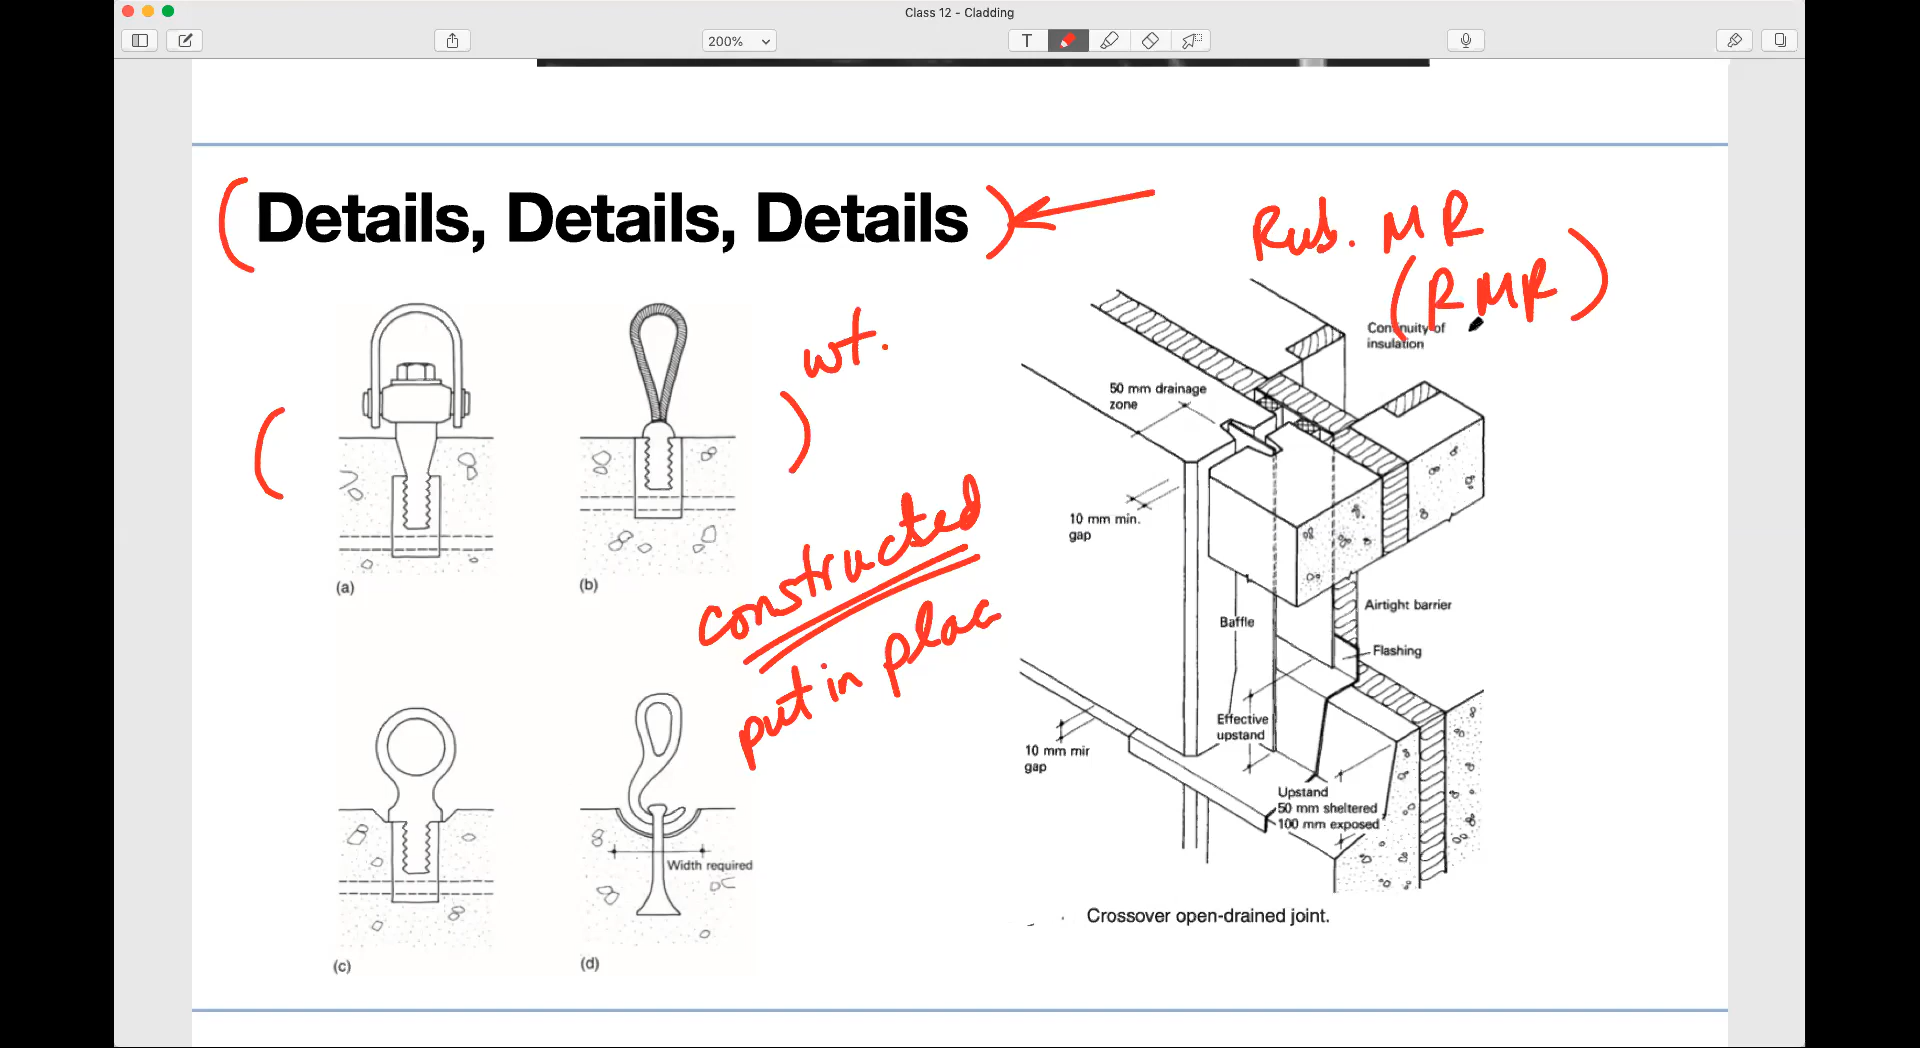 Class 12 - Cladding
200%
T
Details, Details, Details
Rub. MR
(RMR)
wt.
constructed
put in plac
(a)
(b)
(c)
(d)
Width required
Continuity of
insulation
50 mm drainage
zone
10 mm min.
gap
Airtight barrier
Baffle
Flashing
Effective
upstand
10 mm mir
gap
Upstand
50 mm sheltered
100 mm exposed
Crossover open-drained joint.